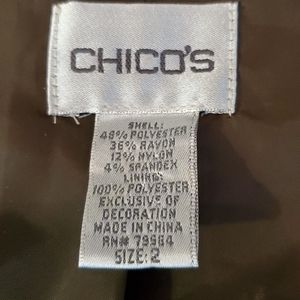 CHICO'S
SHELL:
48% POLYESTER
36% RAYON
12% NYLON
4% SPANDEX
LINING:
100% POLYESTER
EXCLUSIVE OF
DECORATION
MADE IN CHINA
RN# 79984
SIZE: 2